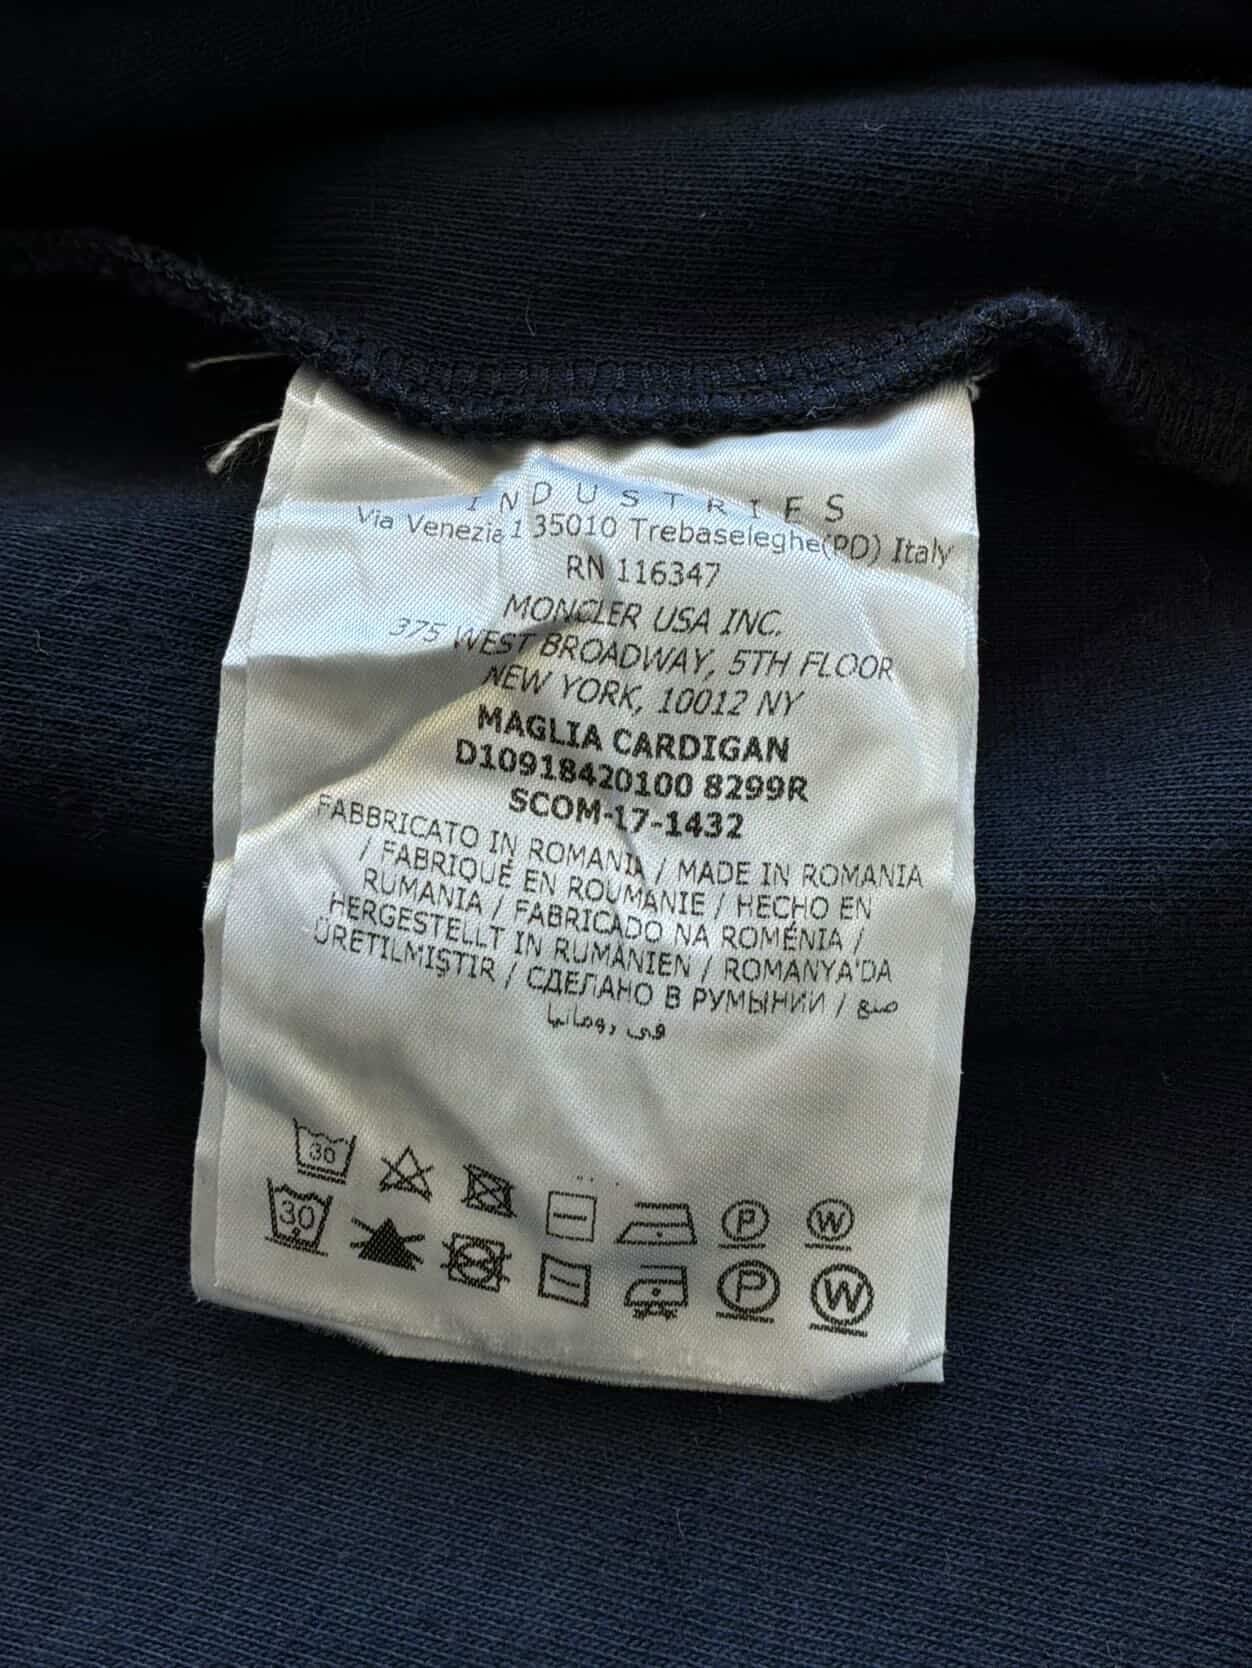 INDUSTRIES
Via Venezia 1 35010 Trebaseleghe(PD) Italy
RN 116347
MONCLER USA INC.
375 WEST BROADWAY, 5TH FLOOR
NEW YORK, 10012 NY
MAGLIA CARDIGAN
D10918420100 8299R
SCOM-17-1432
FABBRICATO IN ROMANIA / MADE IN ROMANIA
/ FABRIQUÉ EN ROUMANIE / HECHO EN
RUMANIA / FABRICADO NA ROMÉNIA /
HERGESTELLT IN RUMÄNIEN / ROMANYA'DA
ÜRETILMIŞTIR / СДЕЛАНО В РУМЫНИИ / صنع
في رومانيا
30 P W
30 P W